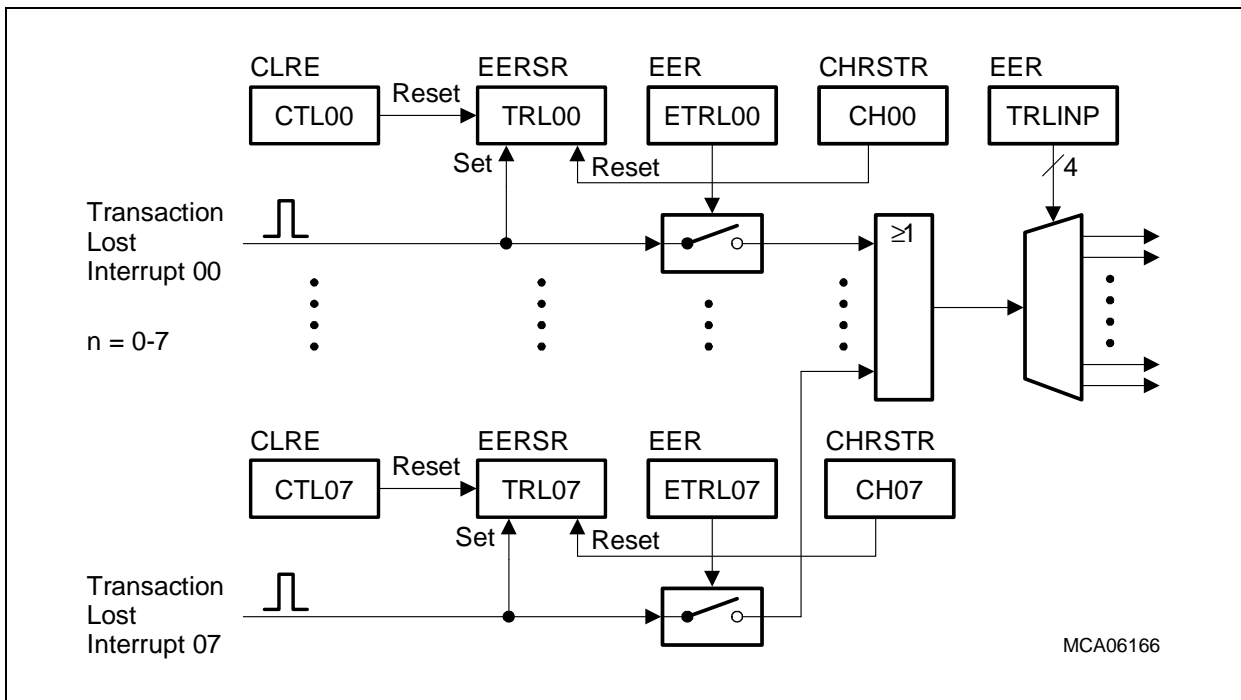 CLRE
EERSR
EER
CHRSTR
EER
CTL00
Reset
TRL00
ETRL00
CH00
TRLINP
Set
Reset
4
Transaction
Lost
Interrupt 00
≥1
n = 0-7
CLRE
EERSR
EER
CHRSTR
CTL07
Reset
TRL07
ETRL07
CH07
Set
Reset
Transaction
Lost
Interrupt 07
MCA06166